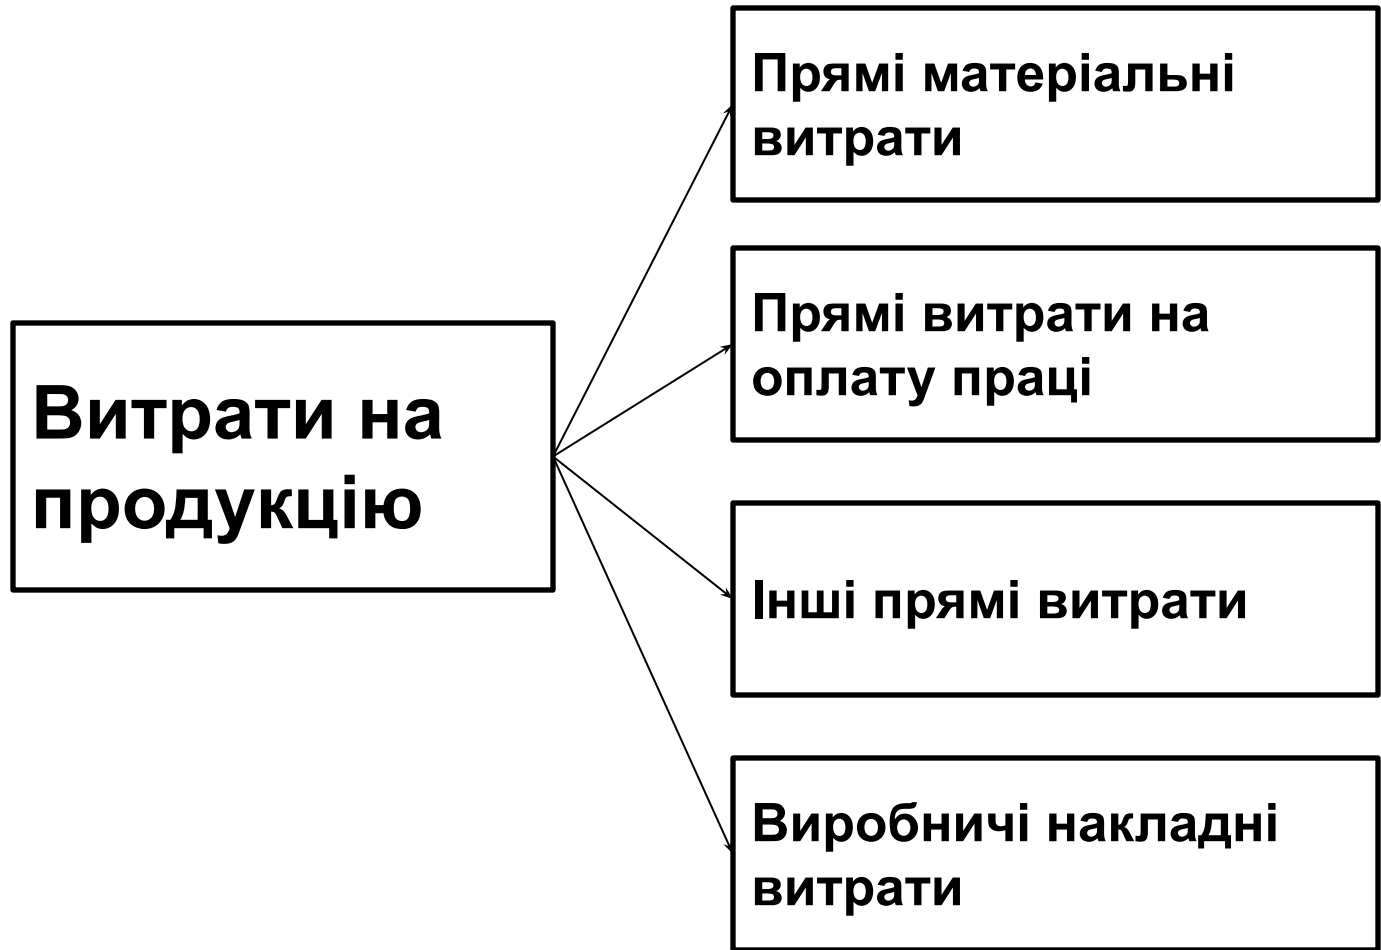 Прямі матеріальні
витрати
Прямі витрати на
оплату праці
Витрати на
продукцію
Інші прямі витрати
Виробничі накладні
витрати